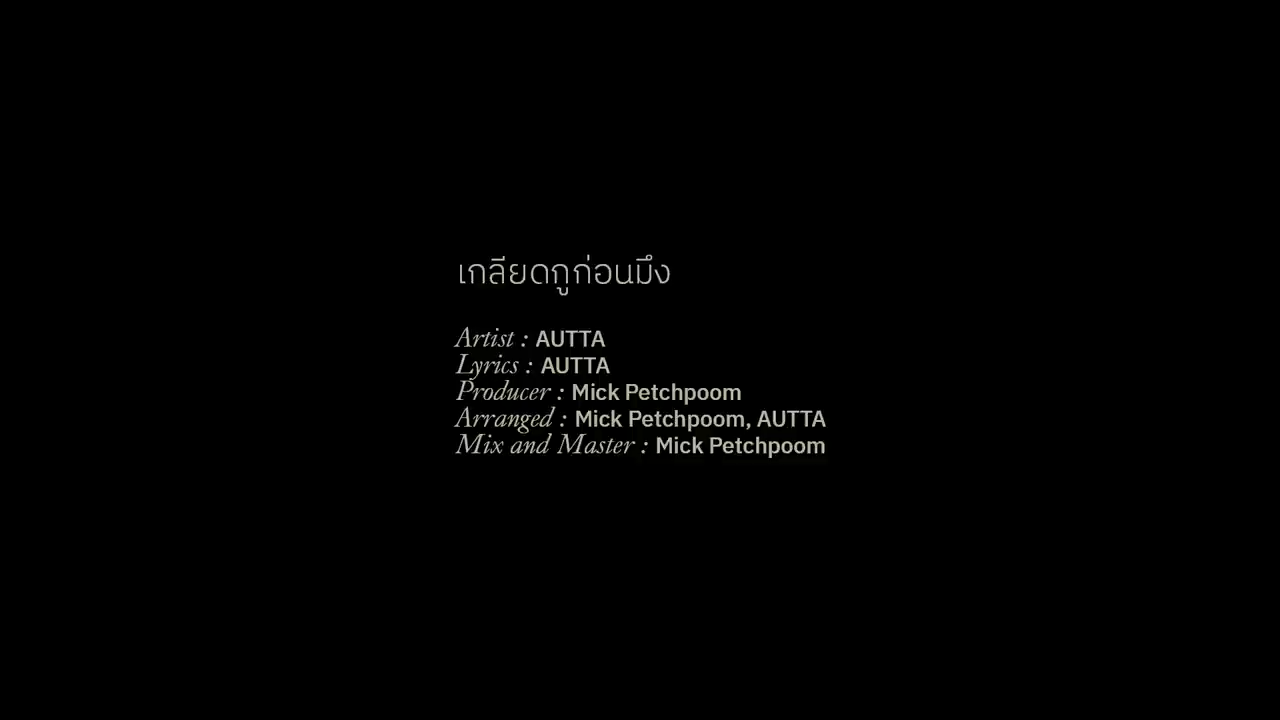 เกลียดกูก่อนมึง
Artist : AUTTA
Lyrics : AUTTA
Producer : Mick Petchpoom
Arranged : Mick Petchpoom, AUTTA
Mix and Master : Mick Petchpoom